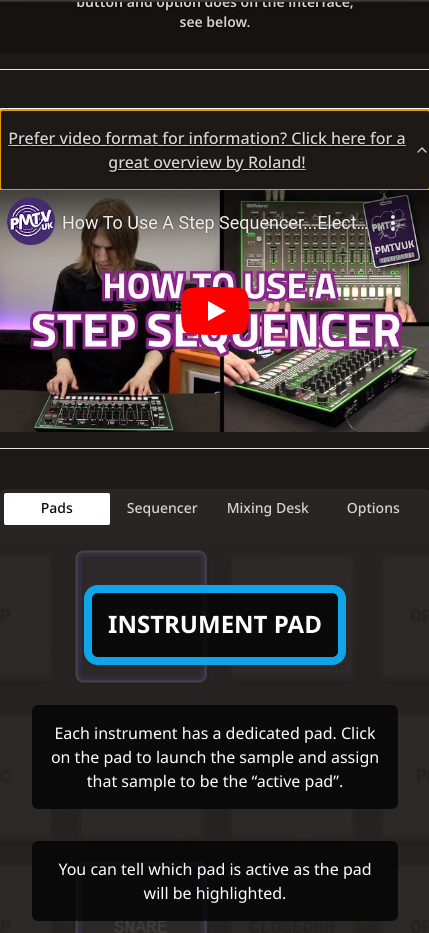 button and option does on the interface,
see below.
Prefer video format for information? Click here for a
great overview by Roland!
PMTV
UK
How To Use A Step Sequencer...Elect...
PMTV
PMTVUK
HOW TO USE A
STEP SEQUENCER
Pads
Sequencer
Mixing Desk
Options
INSTRUMENT PAD
Each instrument has a dedicated pad. Click
on the pad to launch the sample and assign
that sample to be the “active pad”.
You can tell which pad is active as the pad
will be highlighted.
SNARE
CLOSEDHH